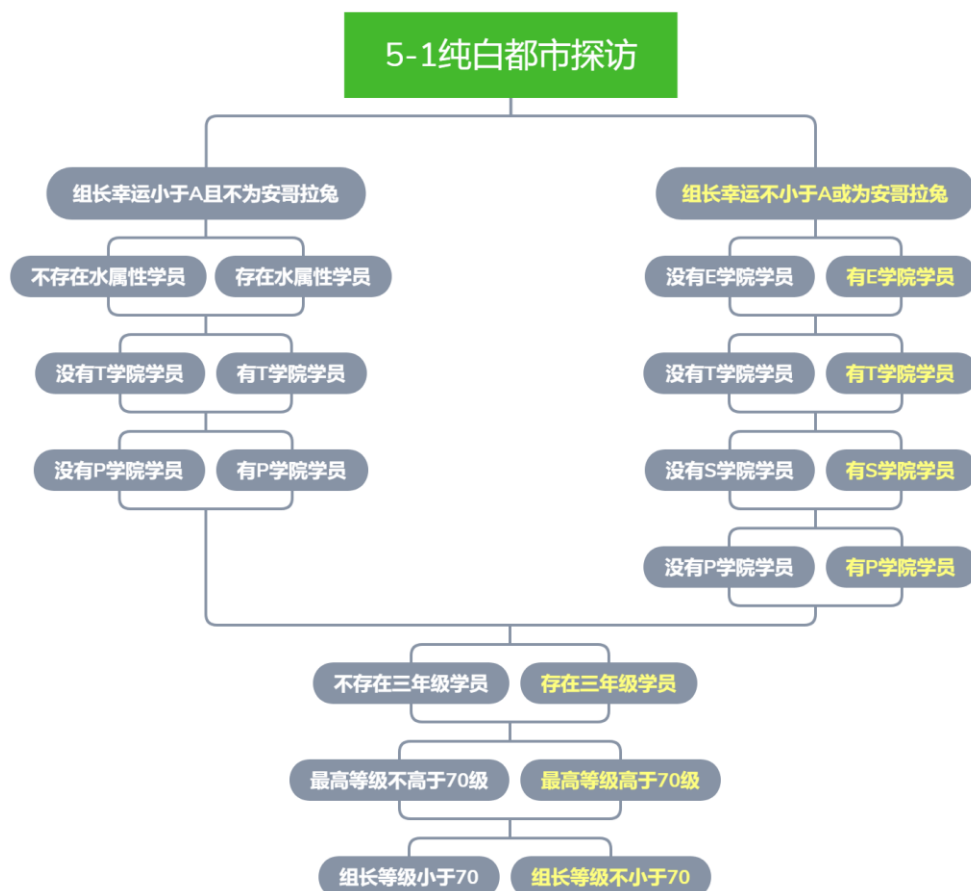 5-1纯白都市探访
组长幸运小于A且不为安哥拉兔
组长幸运不小于A或为安哥拉兔
不存在水属性学员
存在水属性学员
没有E学院学员
有E学院学员
没有T学院学员
有T学院学员
没有T学院学员
有T学院学员
没有P学院学员
有P学院学员
没有S学院学员
有S学院学员
没有P学院学员
有P学院学员
不存在三年级学员
存在三年级学员
最高等级不高于70级
最高等级高于70级
组长等级小于70
组长等级不小于70